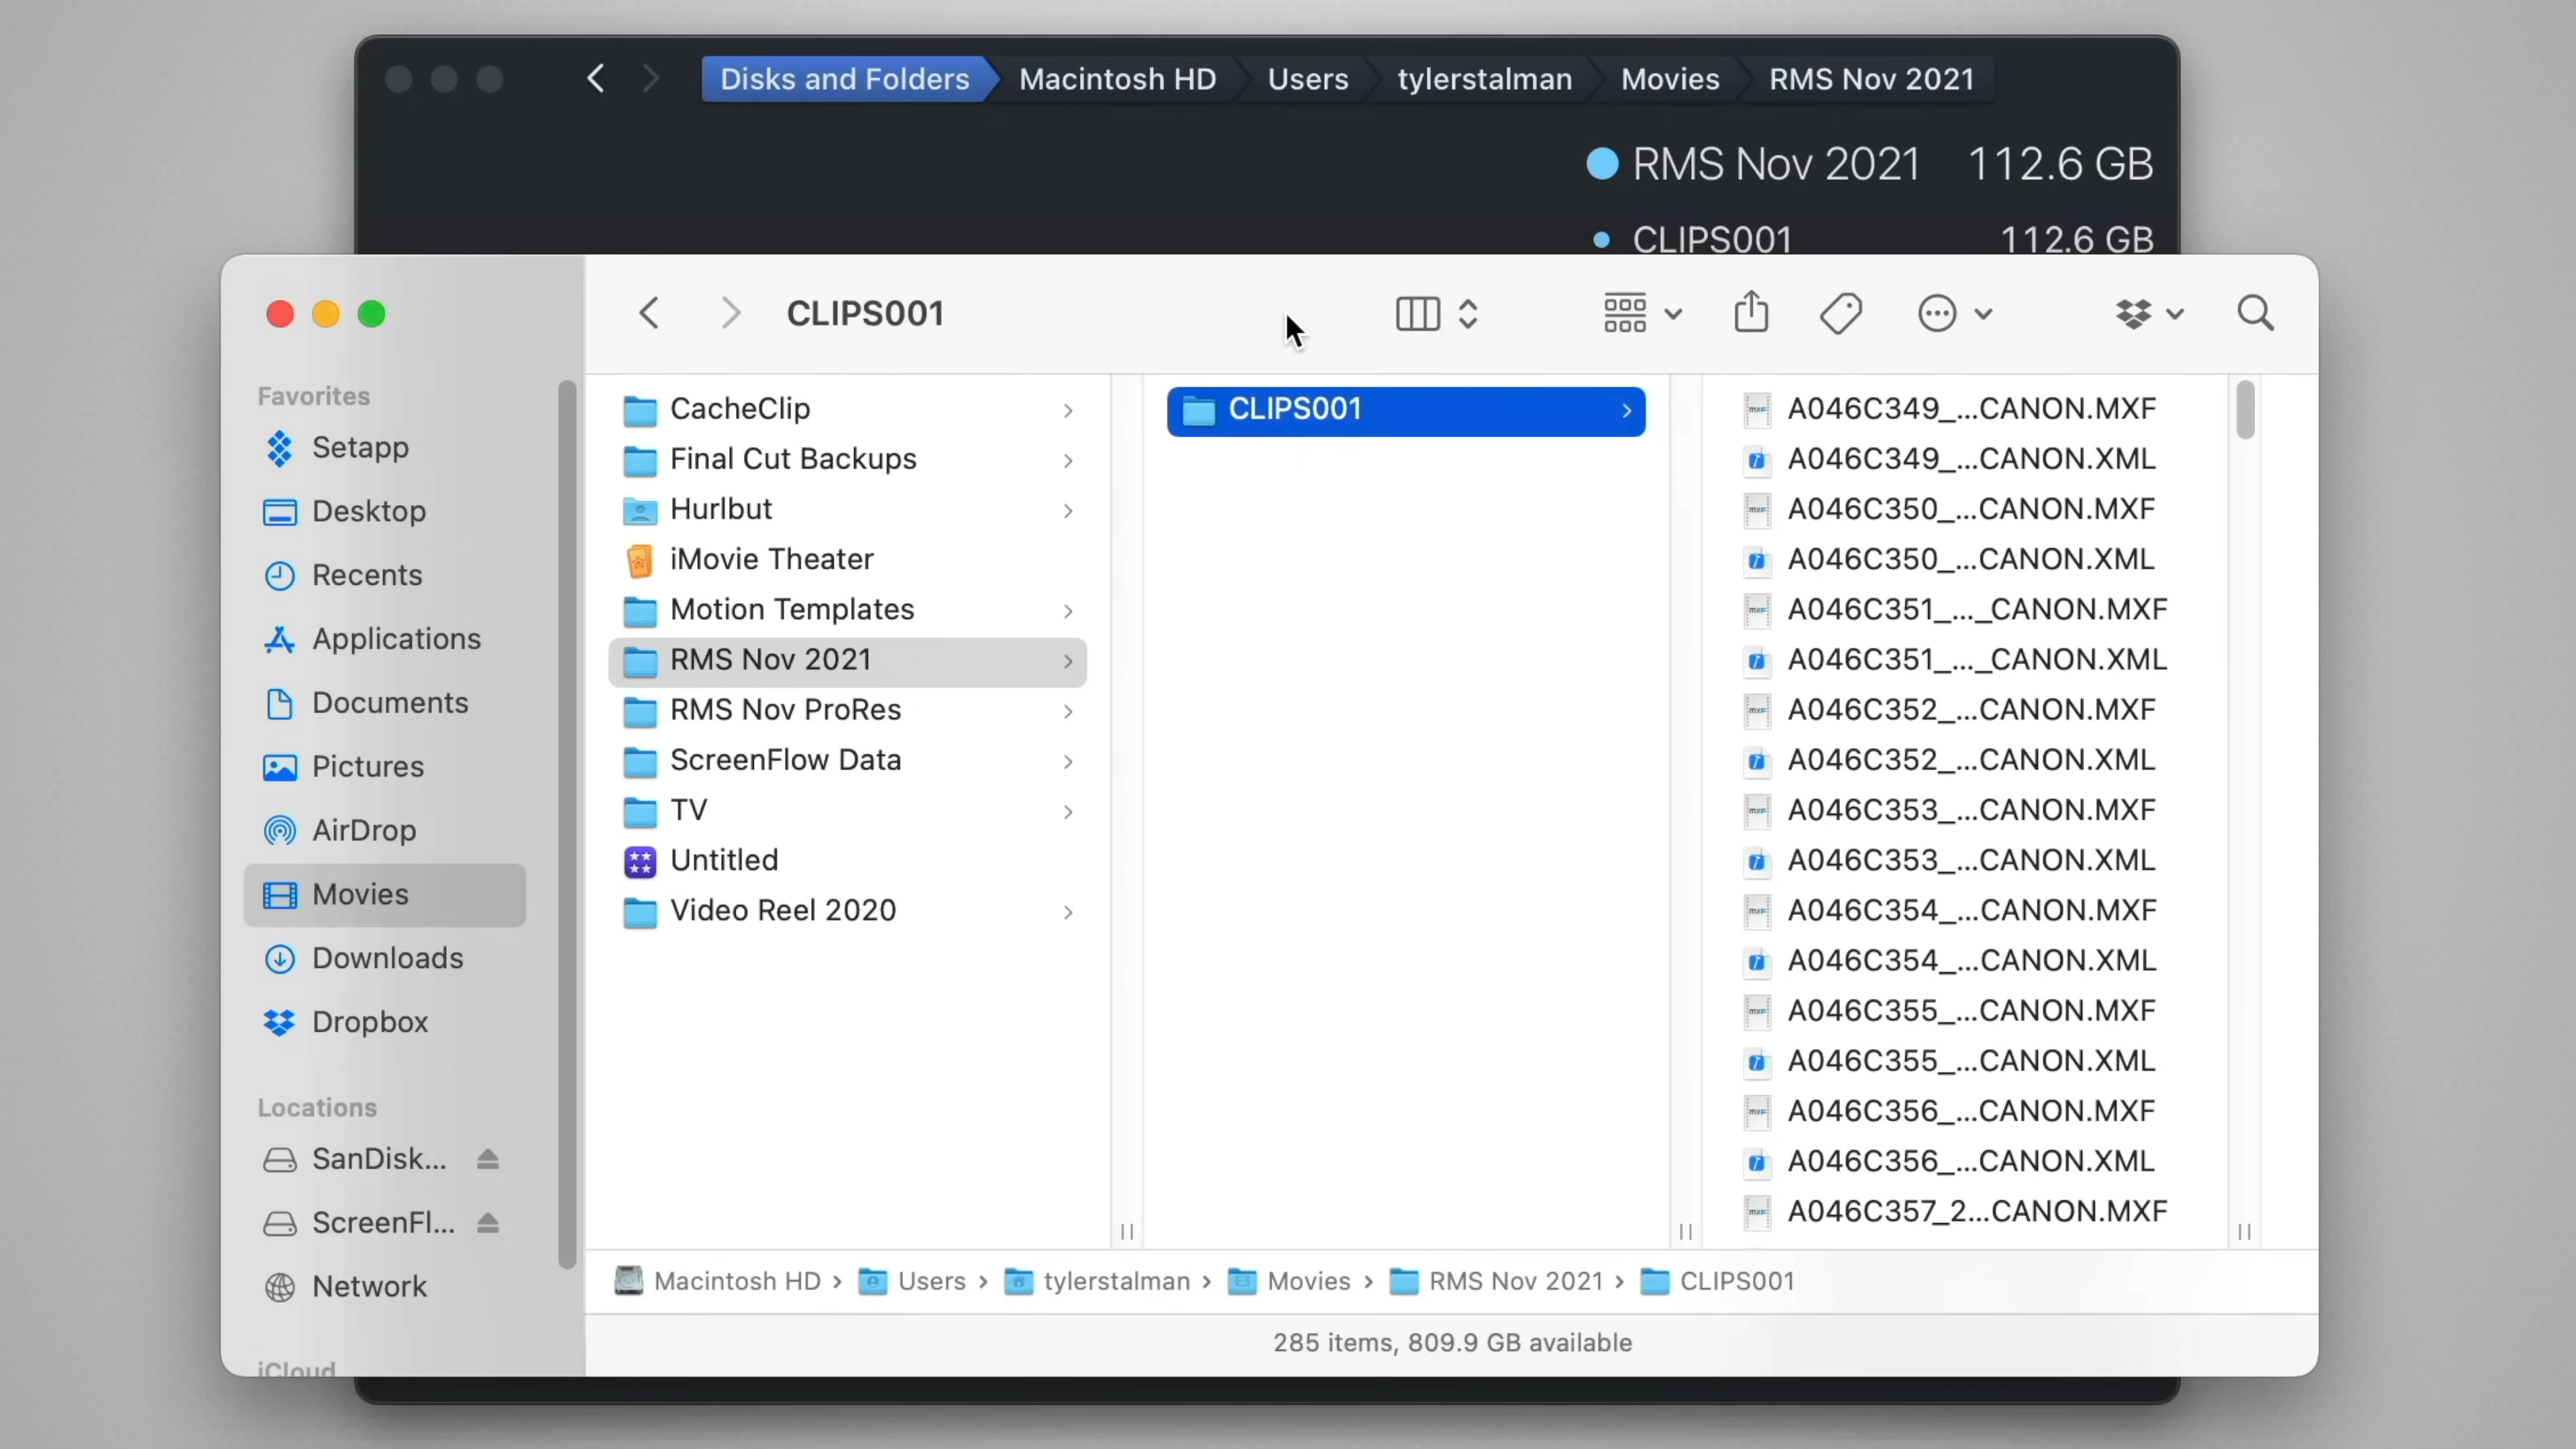 Disks and Folders Macintosh HD Users tylerstalman Movies RMS Nov 2021
RMS Nov 2021 112.6 GB
CLIPS001 112.6 GB
CLIPS001
Favorites
Setapp
Desktop
Recents
Applications
Documents
Pictures
AirDrop
Movies
Downloads
Dropbox
Locations
SanDisk...
ScreenFl...
Network
iCloud
CacheClip
Final Cut Backups
Hurlbut
iMovie Theater
Motion Templates
RMS Nov 2021
RMS Nov ProRes
ScreenFlow Data
TV
Untitled
Video Reel 2020
CLIPS001
A046C349_...CANON.MXF
A046C349_...CANON.XML
A046C350_...CANON.MXF
A046C350_...CANON.XML
A046C351_..._CANON.MXF
A046C351_..._CANON.XML
A046C352_...CANON.MXF
A046C352_...CANON.XML
A046C353_...CANON.MXF
A046C353_...CANON.XML
A046C354_...CANON.MXF
A046C354_...CANON.XML
A046C355_...CANON.MXF
A046C355_...CANON.XML
A046C356_...CANON.MXF
A046C356_...CANON.XML
A046C357_2...CANON.MXF
Macintosh HD › Users › tylerstalman › Movies › RMS Nov 2021 › CLIPS001
285 items, 809.9 GB available